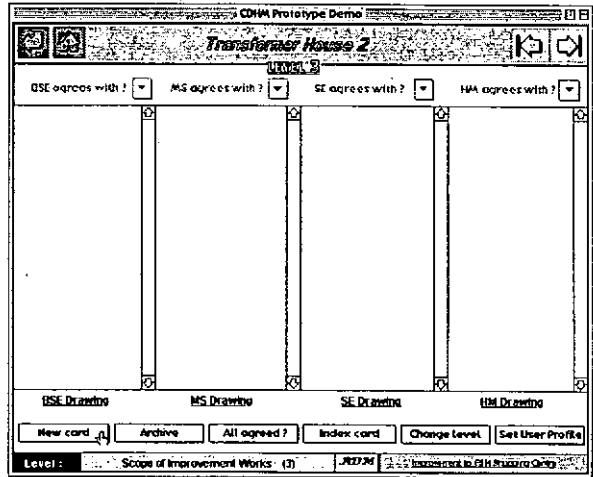 CDHM Prototype Demo
Transformer House 2
LEVEL 3
BSE agrees with ? MS agrees with ? SE agrees with ? HM agrees with ?
BSE Drawing MS Drawing SE Drawing HM Drawing
New card Archive All agreed ? Index card Change level Set User Profile
Level : Scope of Improvement Works (3) Improvement to